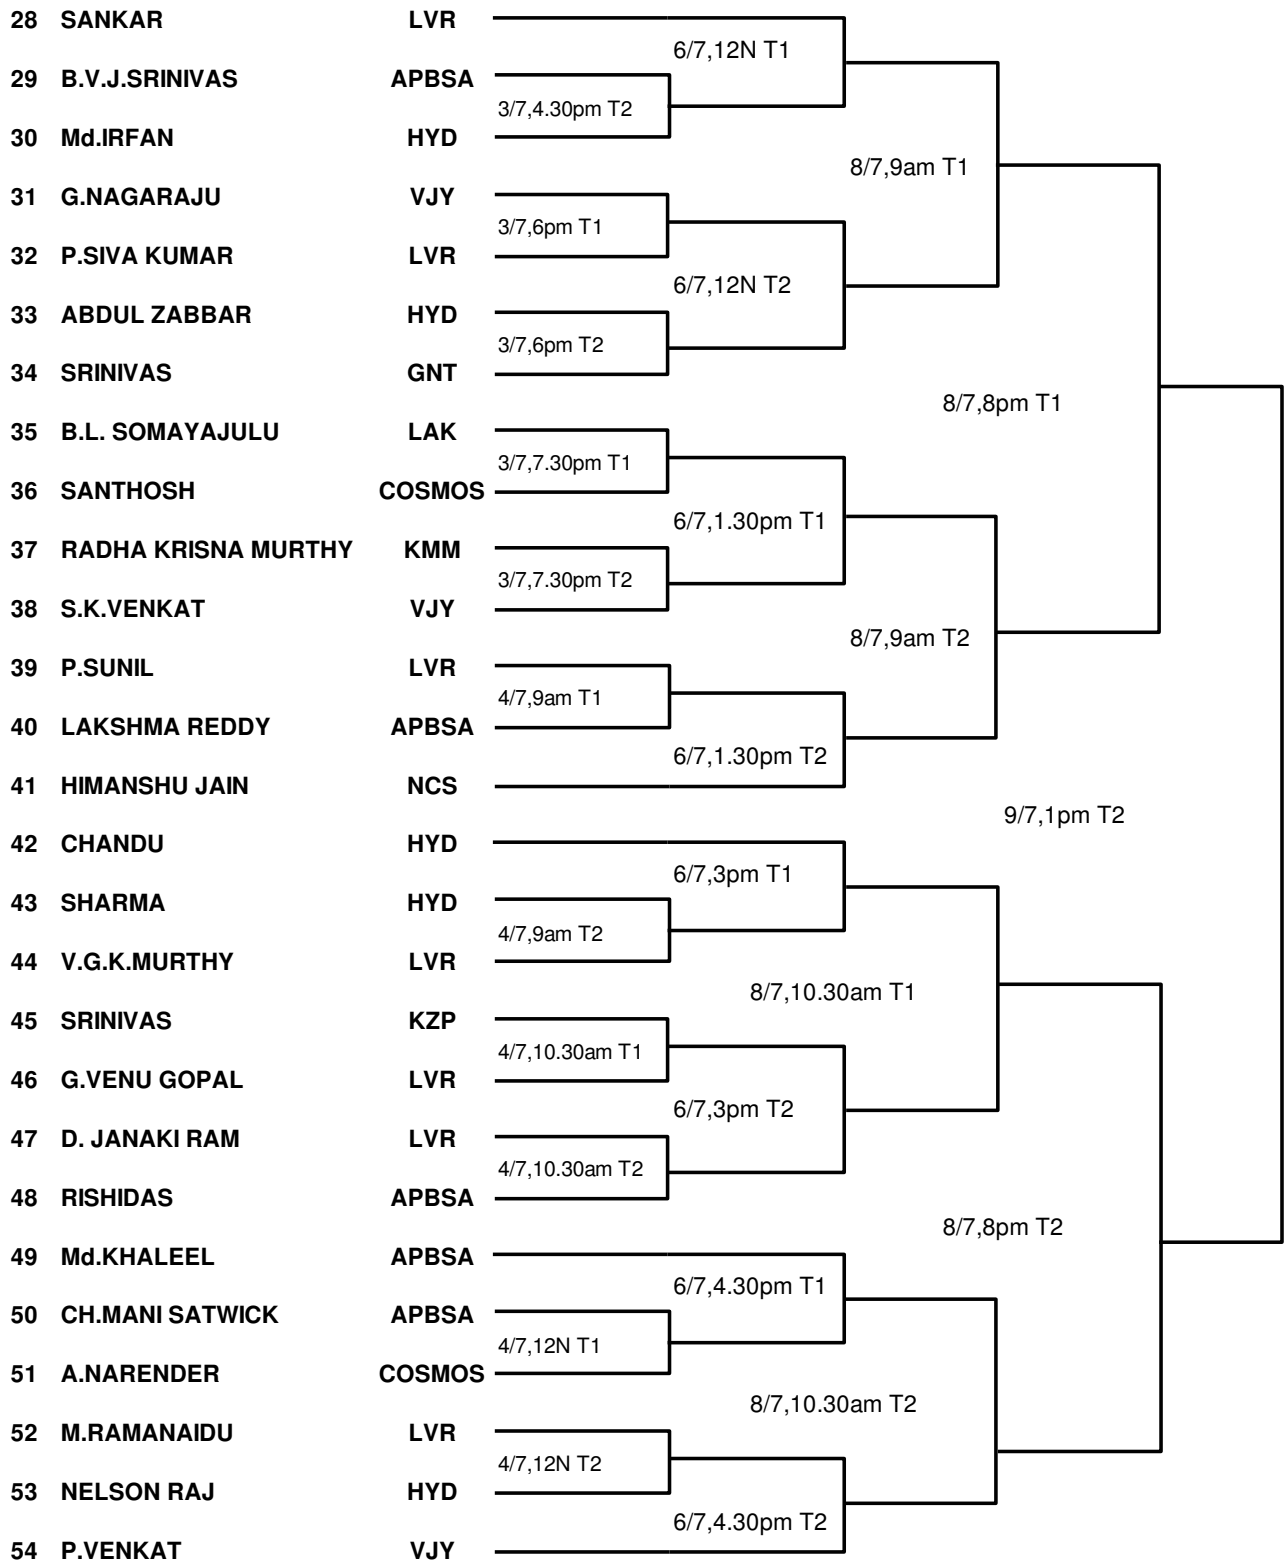 28 SANKAR LVR
6/7,12N T1
29 B.V.J.SRINIVAS APBSA
3/7,4.30pm T2
30 Md.IRFAN HYD
8/7,9am T1
31 G.NAGARAJU VJY
3/7,6pm T1
32 P.SIVA KUMAR LVR
6/7,12N T2
33 ABDUL ZABBAR HYD
3/7,6pm T2
34 SRINIVAS GNT
8/7,8pm T1
35 B.L. SOMAYAJULU LAK
3/7,7.30pm T1
36 SANTHOSH COSMOS
6/7,1.30pm T1
37 RADHA KRISNA MURTHY KMM
3/7,7.30pm T2
38 S.K.VENKAT VJY
8/7,9am T2
39 P.SUNIL LVR
4/7,9am T1
40 LAKSHMA REDDY APBSA
6/7,1.30pm T2
41 HIMANSHU JAIN NCS
9/7,1pm T2
42 CHANDU HYD
6/7,3pm T1
43 SHARMA HYD
4/7,9am T2
44 V.G.K.MURTHY LVR
8/7,10.30am T1
45 SRINIVAS KZP
4/7,10.30am T1
46 G.VENU GOPAL LVR
6/7,3pm T2
47 D. JANAKI RAM LVR
4/7,10.30am T2
48 RISHIDAS APBSA
8/7,8pm T2
49 Md.KHALEEL APBSA
6/7,4.30pm T1
50 CH.MANI SATWICK APBSA
4/7,12N T1
51 A.NARENDER COSMOS
8/7,10.30am T2
52 M.RAMANAIDU LVR
4/7,12N T2
53 NELSON RAJ HYD
6/7,4.30pm T2
54 P.VENKAT VJY